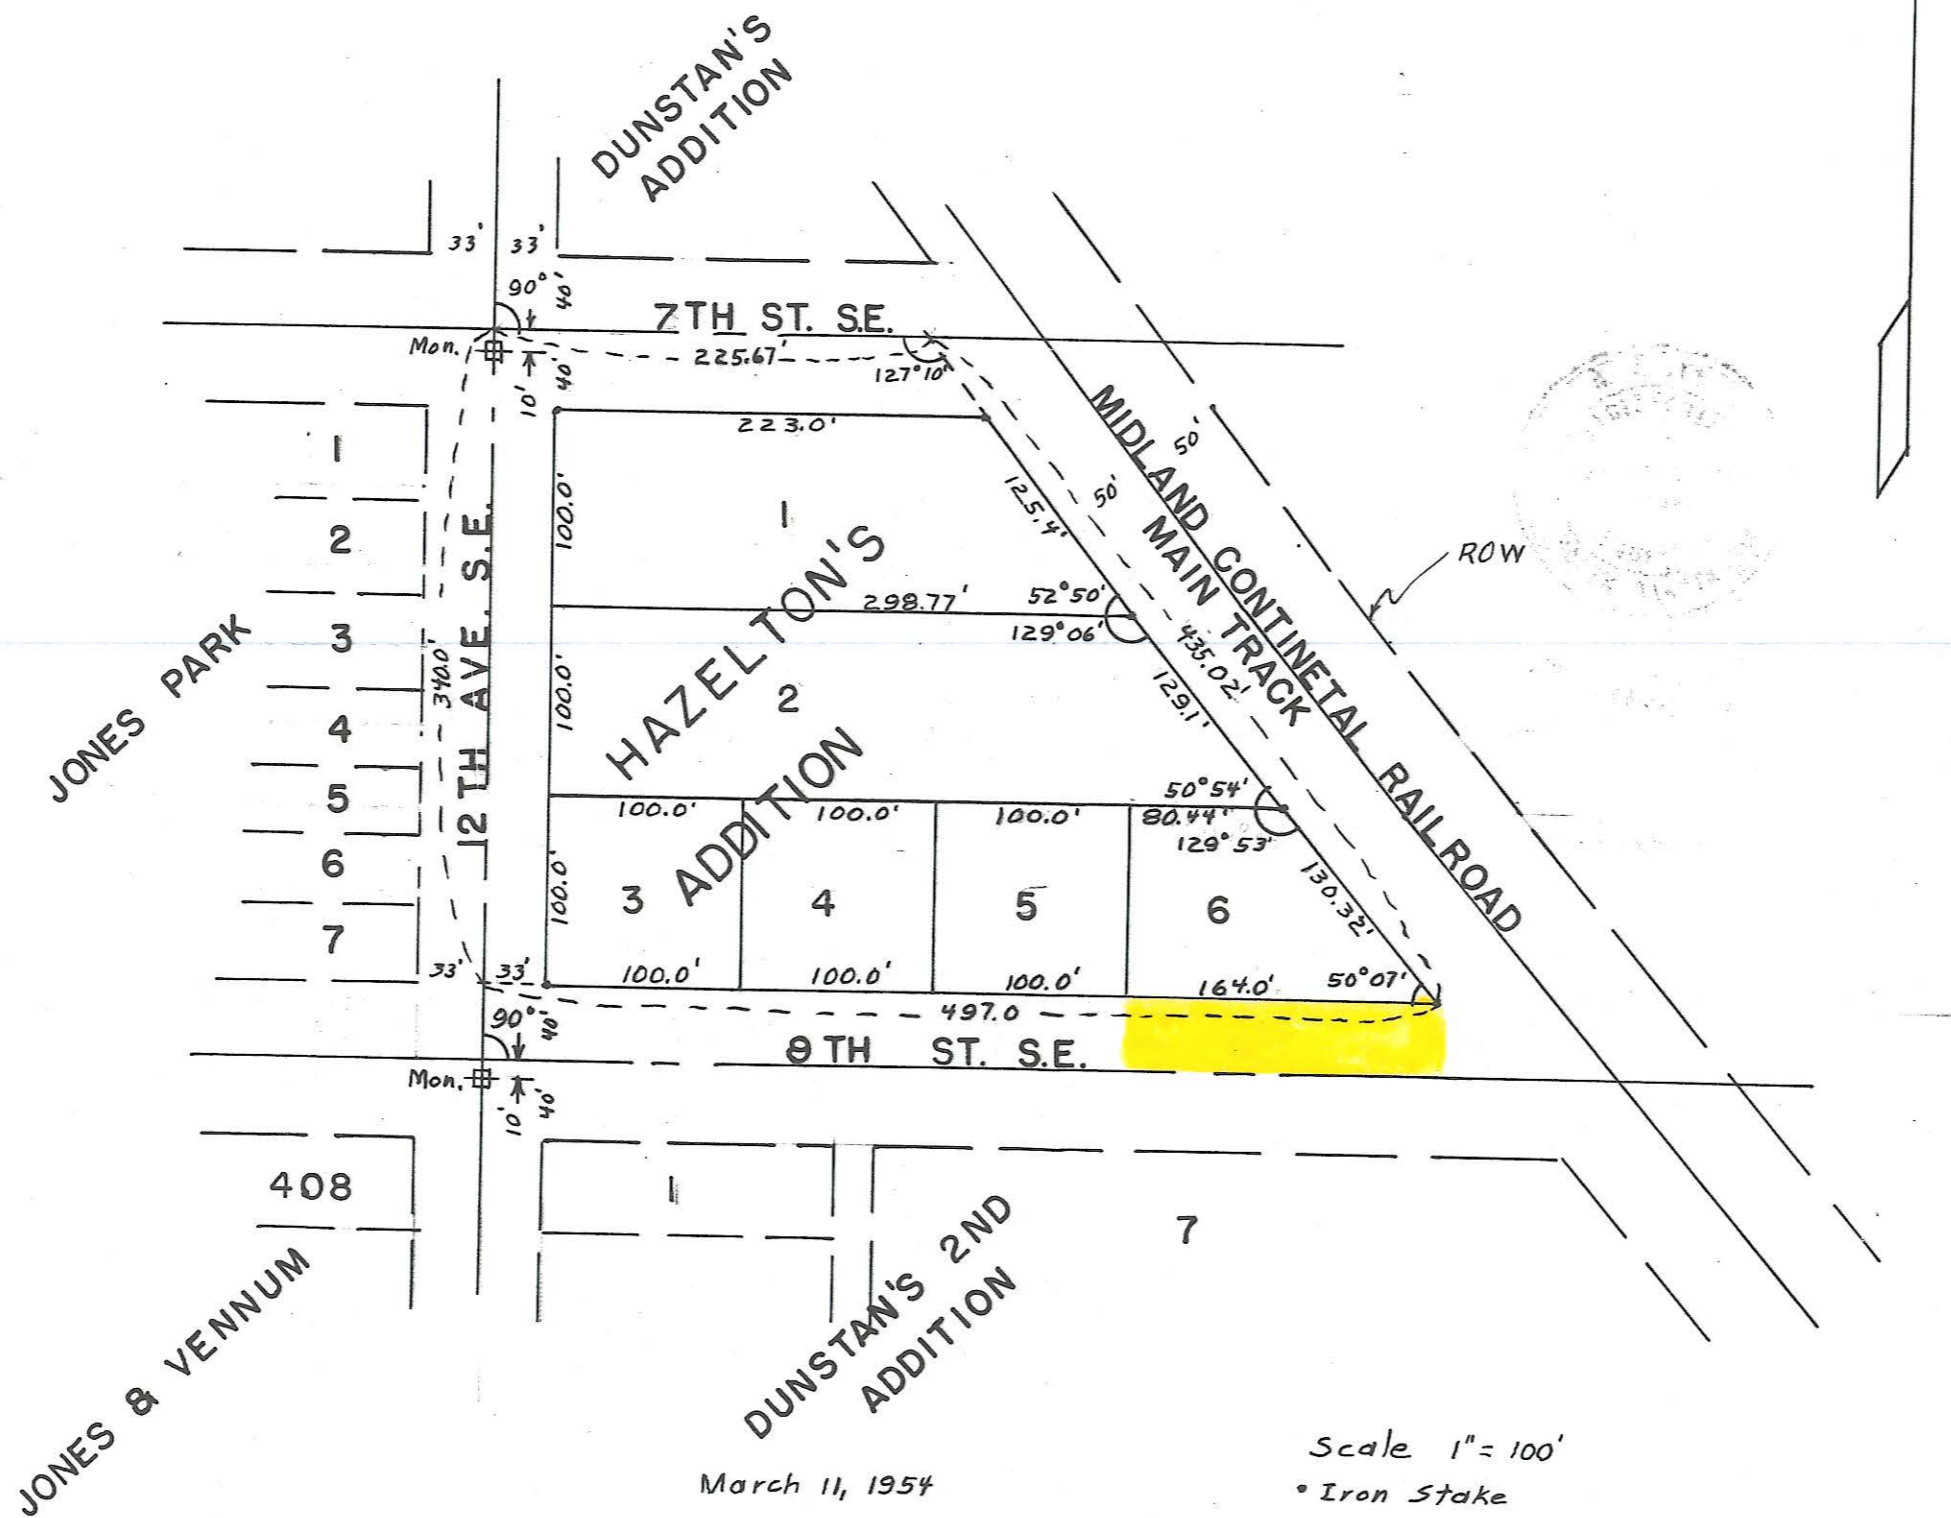 DUNSTAN'S
ADDITION
33'
33'
90°
40'
7TH ST. S.E.
Mon.
10'
40'
225.67'
127°10'
223.0'
1
2
3
4
5
6
7
JONES PARK
340.0'
12TH AVE. S.E.
100.0'
1
125.4'
50'
50'
MIDLAND CONTINETAL RAILROAD
MAIN TRACK
ROW
298.77'
52°50'
129°06'
HAZELTON'S
ADDITION
100.0'
2
129.1'
435.02'
100.0'
100.0'
100.0'
80.44'
50°54'
129°53'
100.0'
3
4
5
6
130.32'
100.0'
100.0'
100.0'
164.0'
50°07'
33'
33'
497.0
90°
40'
8TH ST. S.E.
Mon.
10'
40'
408
1
7
JONES & VENNUM
DUNSTAN'S 2ND
ADDITION
March 11, 1954
Scale 1"= 100'
• Iron Stake